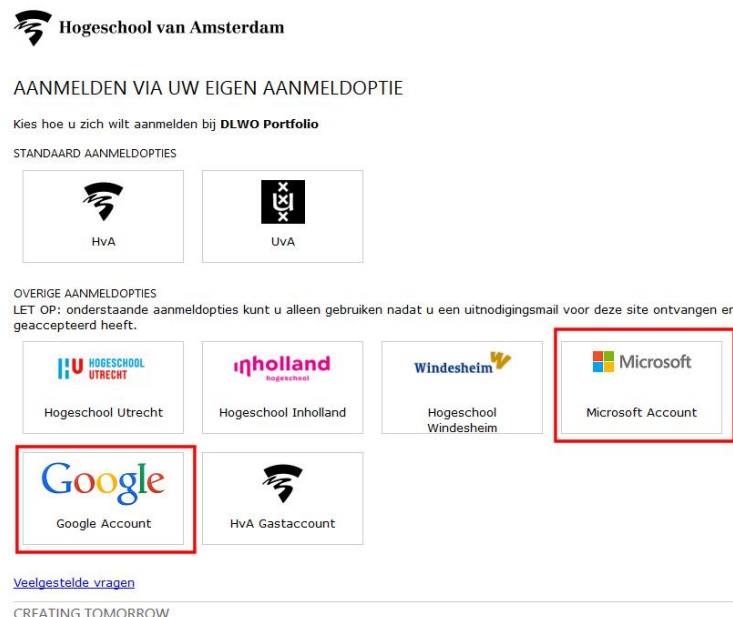 Hogeschool van Amsterdam
AANMELDEN VIA UW EIGEN AANMELDOPTIE
Kies hoe u zich wilt aanmelden bij DLWO Portfolio
STANDAARD AANMELDOPTIES
HvA
UvA
OVERIGE AANMELDOPTIES
LET OP: onderstaande aanmeldopties kunt u alleen gebruiken nadat u een uitnodigingsmail voor deze site ontvangen en
geaccepteerd heeft.
HU HOGESCHOOL
UTRECHT
inholland
hogeschool
Windesheim
Microsoft
Hogeschool Utrecht
Hogeschool Inholland
Hogeschool
Windesheim
Microsoft Account
Google
Google Account
HvA Gastaccount
Veelgestelde vragen
CREATING TOMORROW